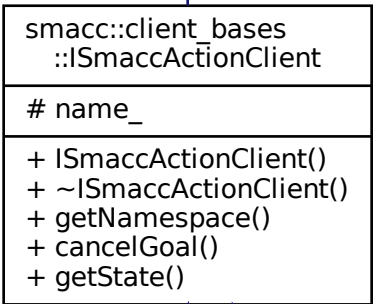 smacc::client_bases
::ISmaccActionClient
# name_
+ ISmaccActionClient()
+ ~ISmaccActionClient()
+ getNamespace()
+ cancelGoal()
+ getState()